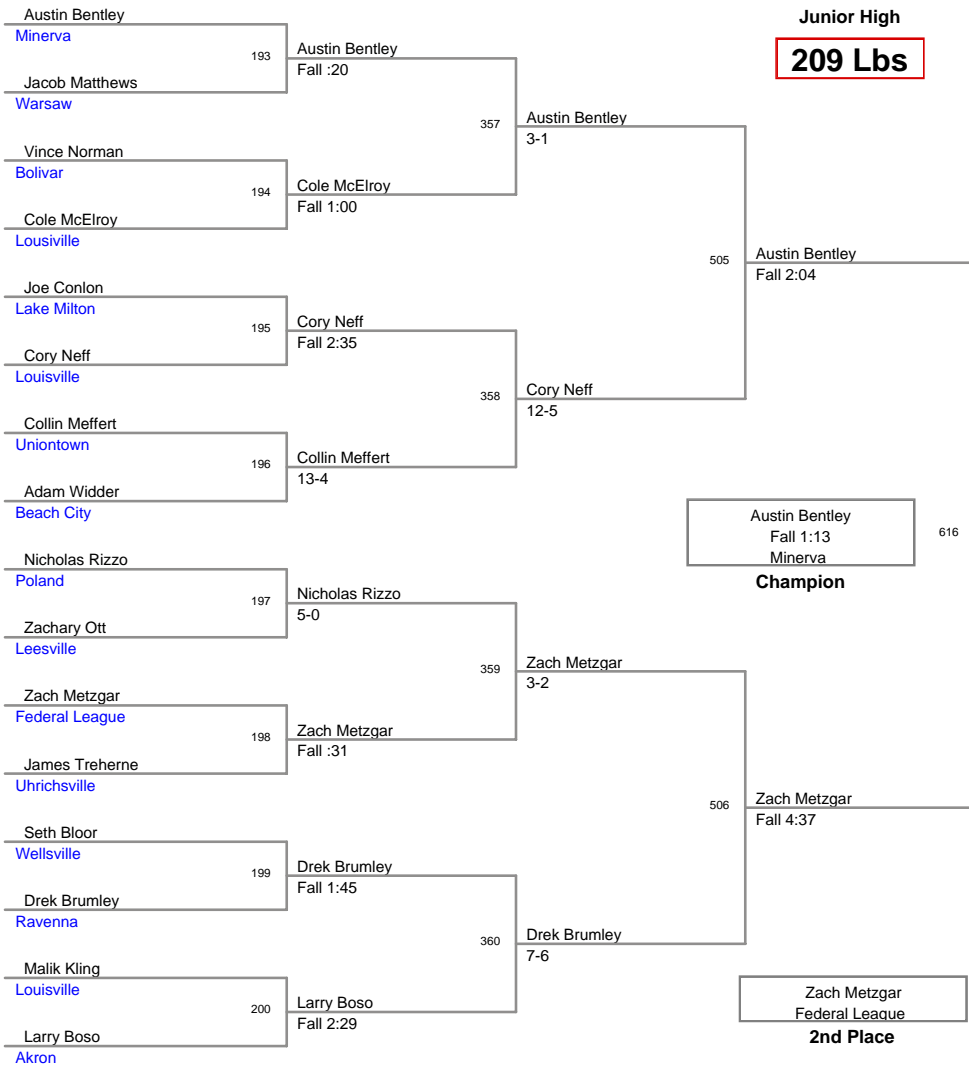 Austin Bentley
Minerva
193
Jacob Matthews
Warsaw
Austin Bentley
Fall :20
Vince Norman
Bolivar
194
Cole McElroy
Lousiville
Cole McElroy
Fall 1:00
357
Austin Bentley
3-1
Joe Conlon
Lake Milton
195
Cory Neff
Louisville
Cory Neff
Fall 2:35
Collin Meffert
Uniontown
196
Adam Widder
Beach City
Collin Meffert
13-4
358
Cory Neff
12-5
505
Austin Bentley
Fall 2:04
Junior High
209 Lbs
Nicholas Rizzo
Poland
197
Zachary Ott
Leesville
Nicholas Rizzo
5-0
Zach Metzgar
Federal League
198
James Treherne
Uhrichsville
Zach Metzgar
Fall :31
359
Zach Metzgar
3-2
Seth Bloor
Wellsville
199
Drek Brumley
Ravenna
Drek Brumley
Fall 1:45
Malik Kling
Louisville
200
Larry Boso
Akron
Larry Boso
Fall 2:29
360
Drek Brumley
7-6
506
Zach Metzgar
Fall 4:37
Austin Bentley
Fall 1:13
Minerva
616
Champion
Zach Metzgar
Federal League
2nd Place